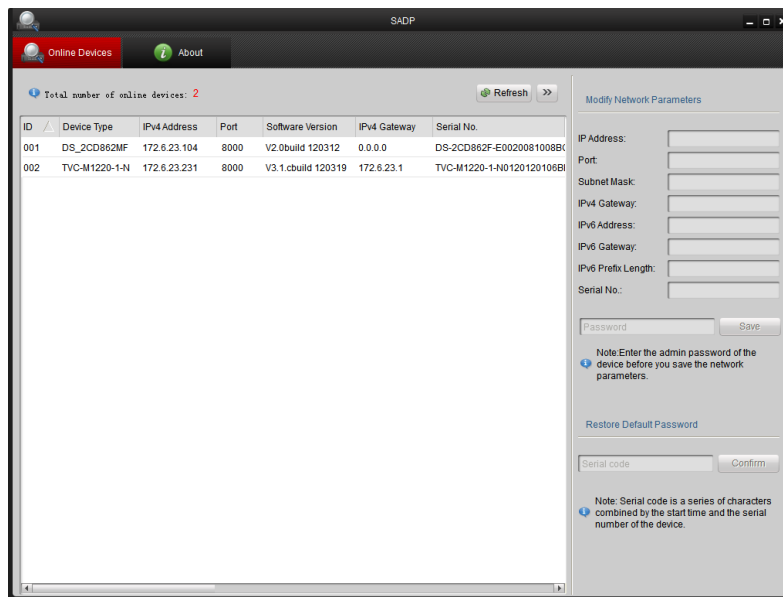 SADP
Online Devices
About
Total number of online devices: 2
Refresh
ID Device Type IPv4 Address Port Software Version IPv4 Gateway Serial No.
001 DS_2CD862MF 172.6.23.104 8000 V2.0build 120312 0.0.0.0 DS-2CD862F-E0020081008B
002 TVC-M1220-1-N 172.6.23.231 8000 V3.1.cbuild 120319 172.6.23.1 TVC-M1220-1-N0120120106B
Modify Network Parameters
IP Address:
Port:
Subnet Mask:
IPv4 Gateway:
IPv6 Address:
IPv6 Gateway:
IPv6 Prefix Length:
Serial No.:
Password
Save
Note:Enter the admin password of the
device before you save the network
parameters.
Restore Default Password
Serial code
Confirm
Note: Serial code is a series of characters
combined by the start time and the serial
number of the device.